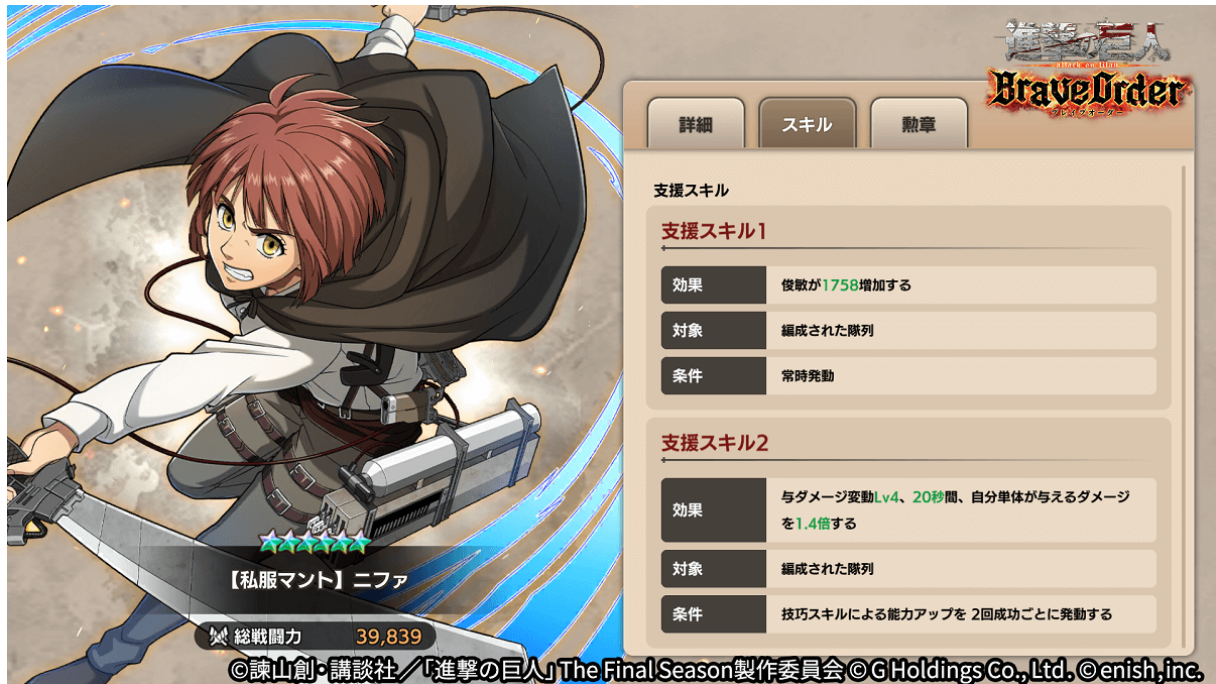 進撃の巨人
attack on titan
BraveOrder
ブレイブオーダー
詳細
スキル
勲章
支援スキル
支援スキル1
効果
俊敏が1758増加する
対象
編成された隊列
条件
常時発動
支援スキル2
効果
与ダメージ変動Lv4、20秒間、自分単体が与えるダメージ
を1.4倍する
対象
編成された隊列
条件
技巧スキルによる能力アップを 2回成功ごとに発動する
【私服マント】ニファ
総戦闘力
39,839
©諫山創・講談社／「進撃の巨人」The Final Season製作委員会 © G Holdings Co., Ltd. © enish,inc.